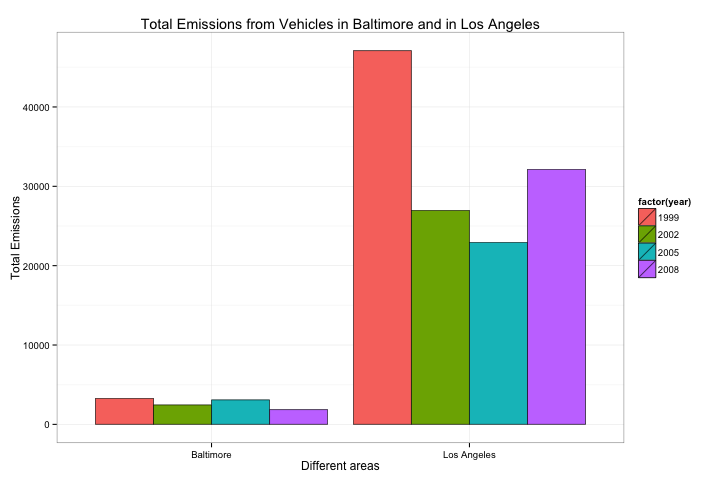 Total Emissions from Vehicles in Baltimore and in Los Angeles
Total Emissions
40000
30000
20000
10000
0
Baltimore
Los Angeles
Different areas
factor(year)
1999
2002
2005
2008